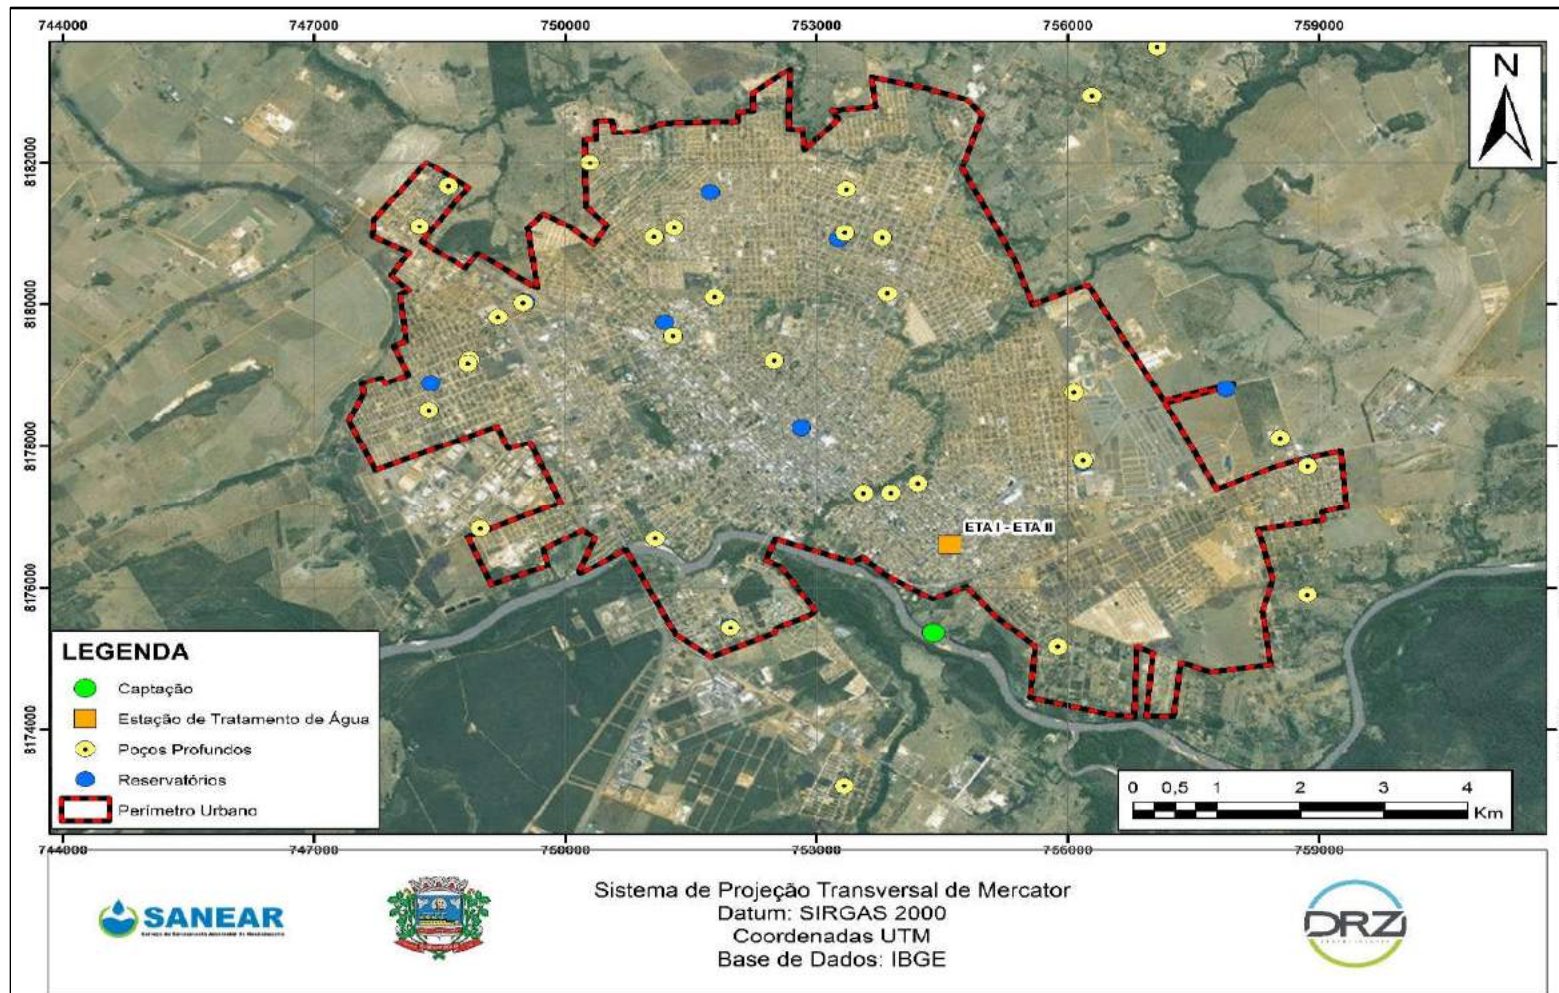 744000 747000 750000 753000 756000 759000
N
8182000
8180000
8178000
8176000
8174000
ETA I - ETA II
LEGENDA
Captação
Estação de Tratamento de Água
Poços Profundos
Reservatórios
Perímetro Urbano
0 0,5 1 2 3 4
Km
744000 747000 750000 753000 756000 759000
SANEAR
Sistema de Projeção Transversal de Mercator
Datum: SIRGAS 2000
Coordenadas UTM
Base de Dados: IBGE
DRZ